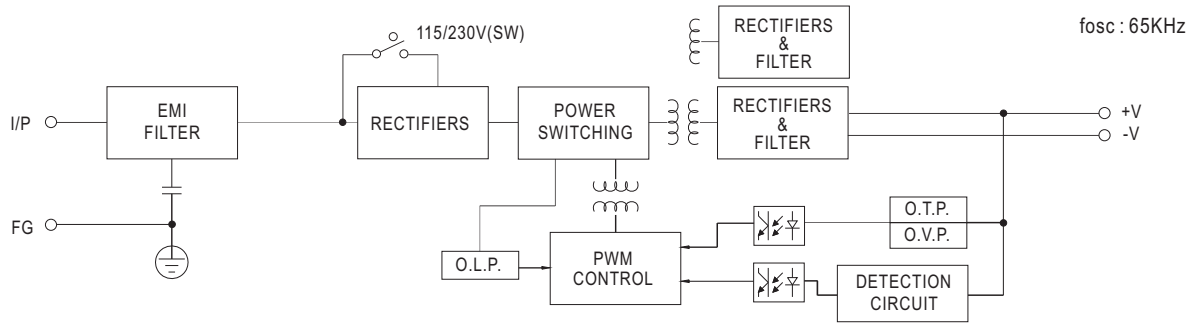 115/230V(SW)
RECTIFIERS
&
FILTER
fosc : 65KHz
I/P
EMI
FILTER
RECTIFIERS
POWER
SWITCHING
RECTIFIERS
&
FILTER
+V
-V
FG
O.L.P.
PWM
CONTROL
O.T.P.
O.V.P.
DETECTION
CIRCUIT